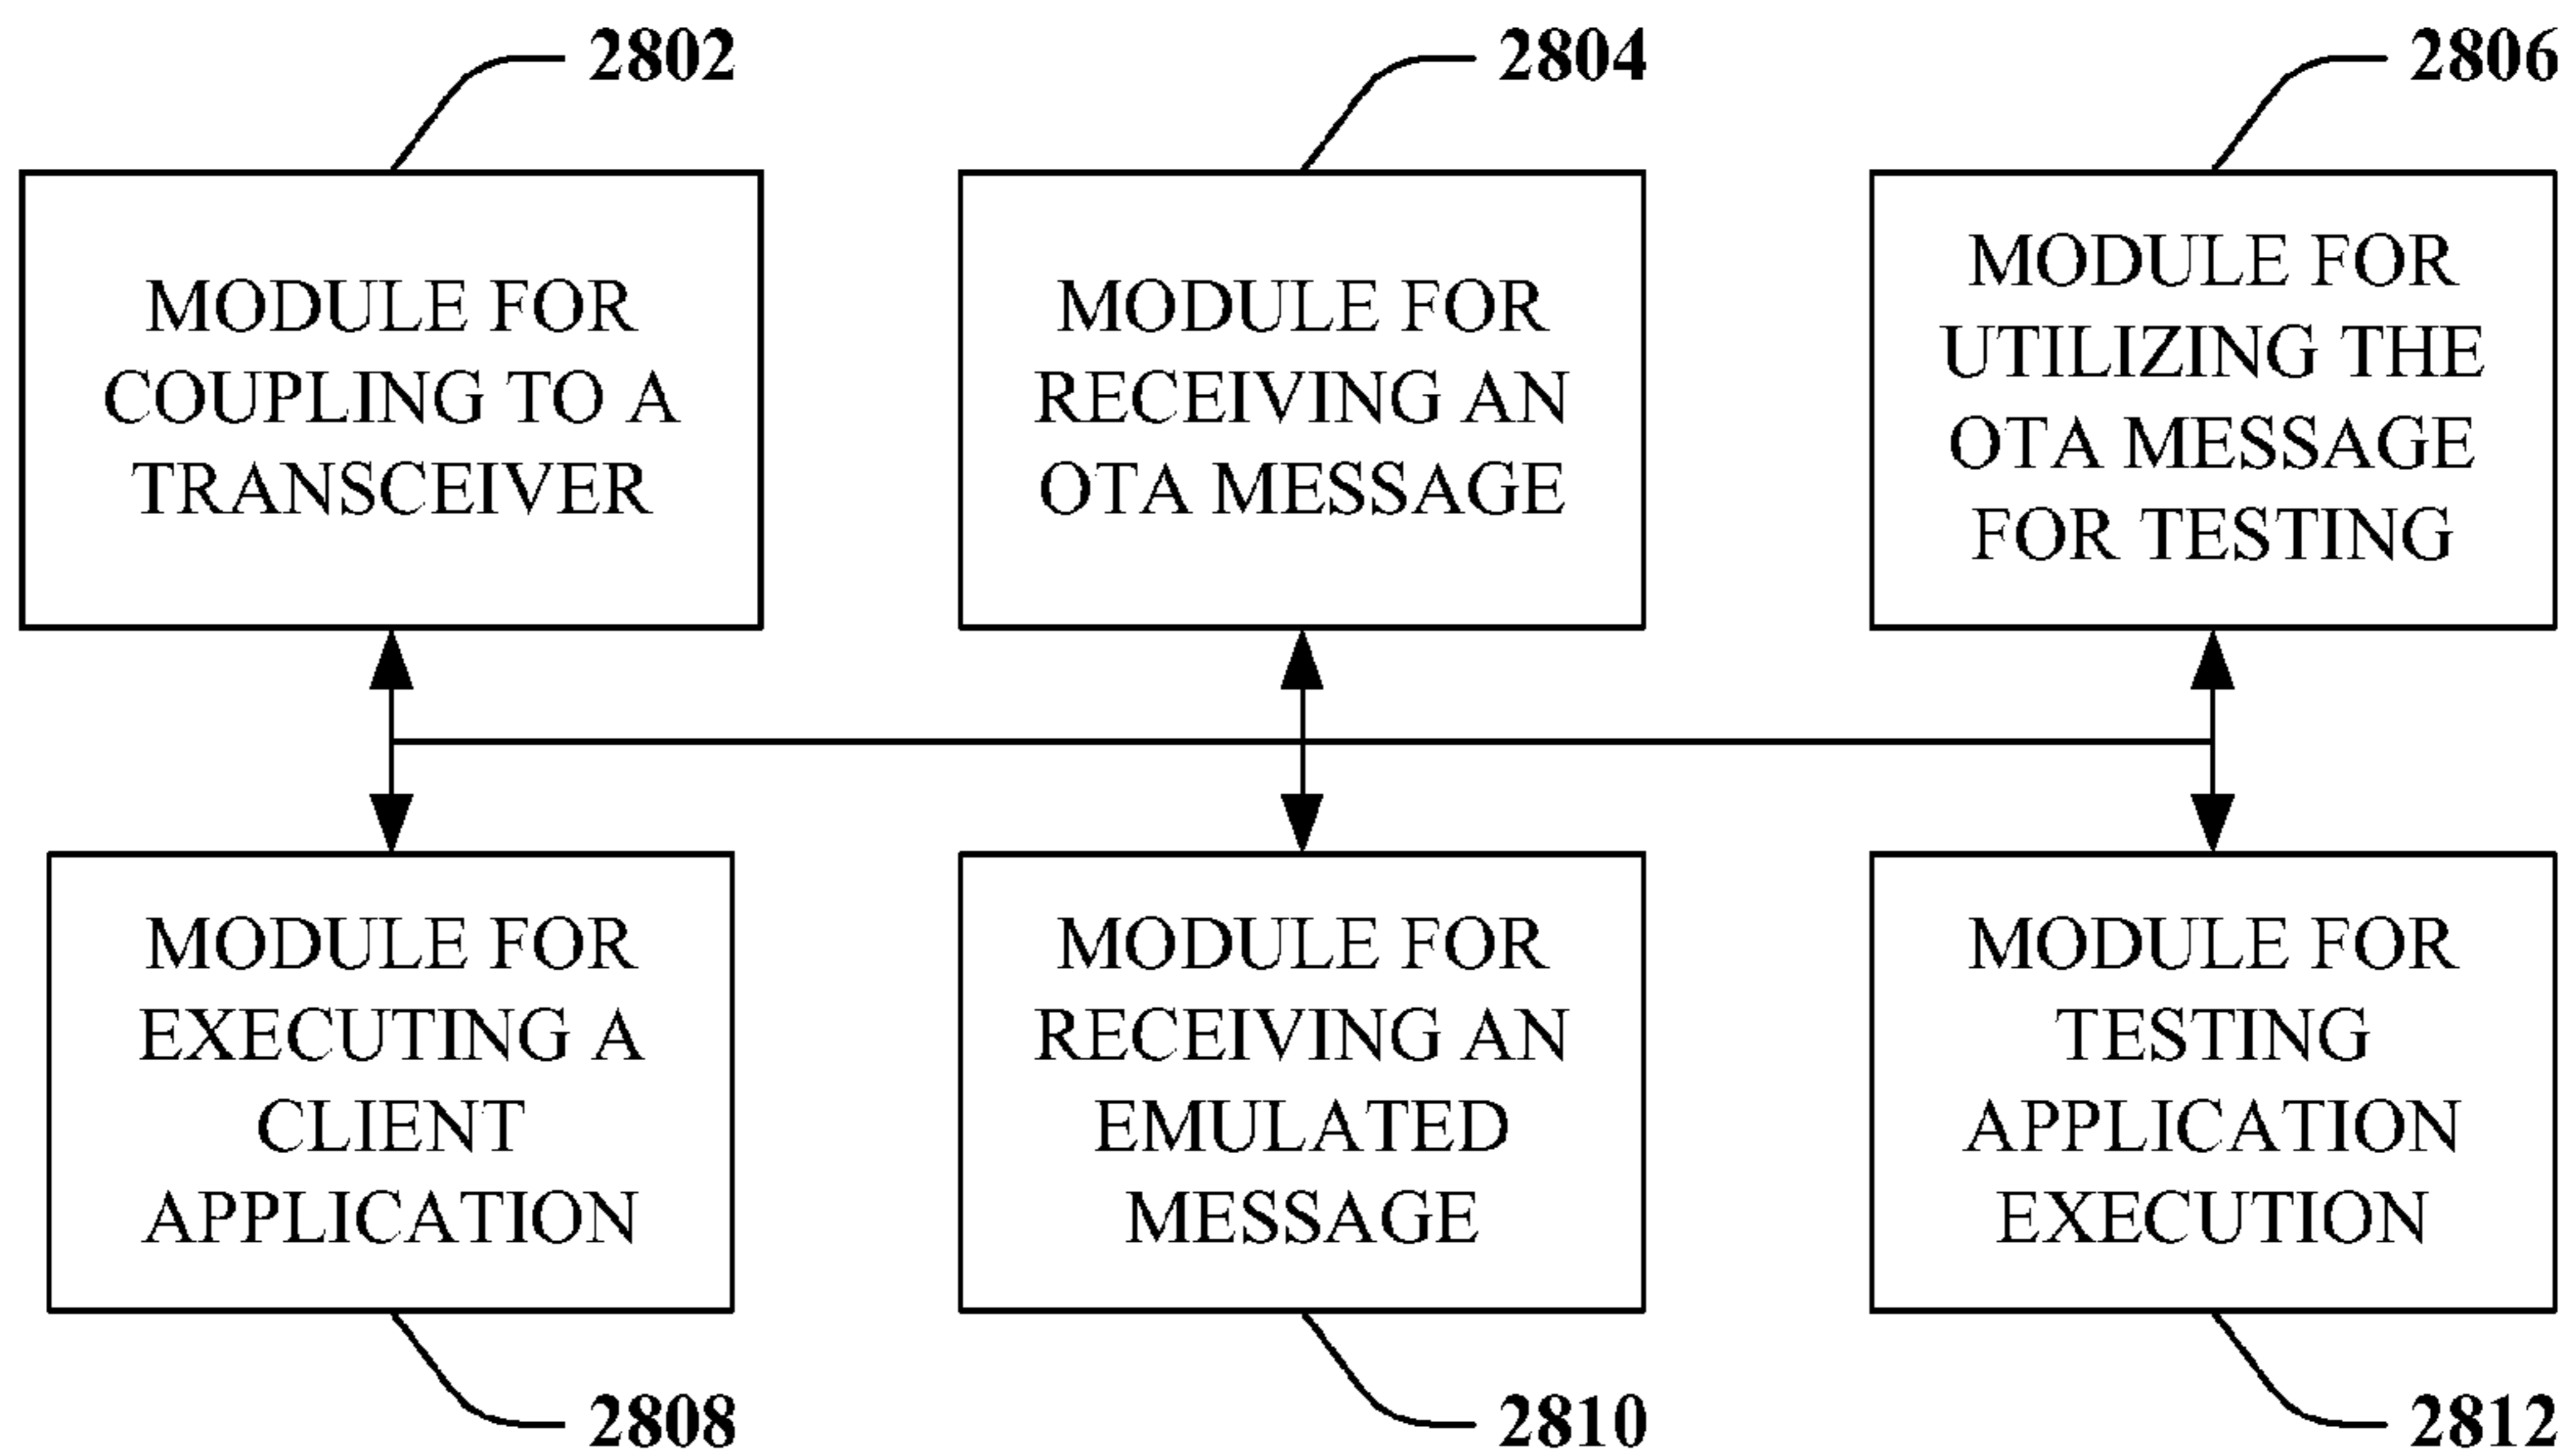 2802
2804
2806
MODULE FOR
COUPLING TO A
TRANSCEIVER
MODULE FOR
RECEIVING AN
OTA MESSAGE
MODULE FOR
UTILIZING THE
OTA MESSAGE
FOR TESTING
MODULE FOR
EXECUTING A
CLIENT
APPLICATION
MODULE FOR
RECEIVING AN
EMULATED
MESSAGE
MODULE FOR
TESTING
APPLICATION
EXECUTION
2808
2810
2812